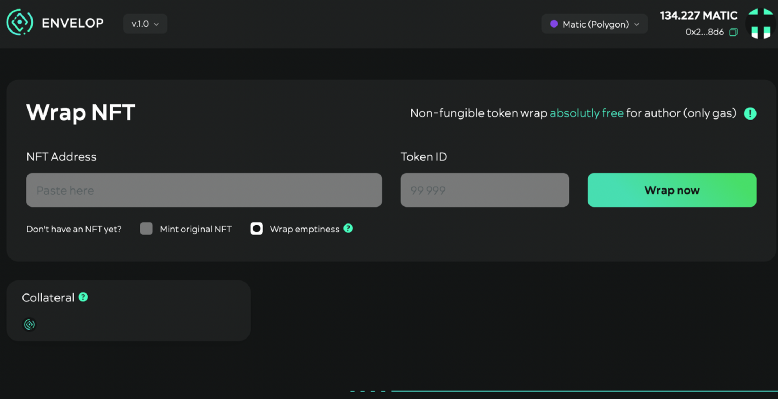 ENVELOP
v.1.0
Matic (Polygon)
134.227 MATIC
0x2...8d6
Wrap NFT
Non-fungible token wrap absolutly free for author (only gas) !
NFT Address
Token ID
Paste here
99 999
Wrap now
Don't have an NFT yet?
Mint original NFT
Wrap emptiness ?
Collateral ?